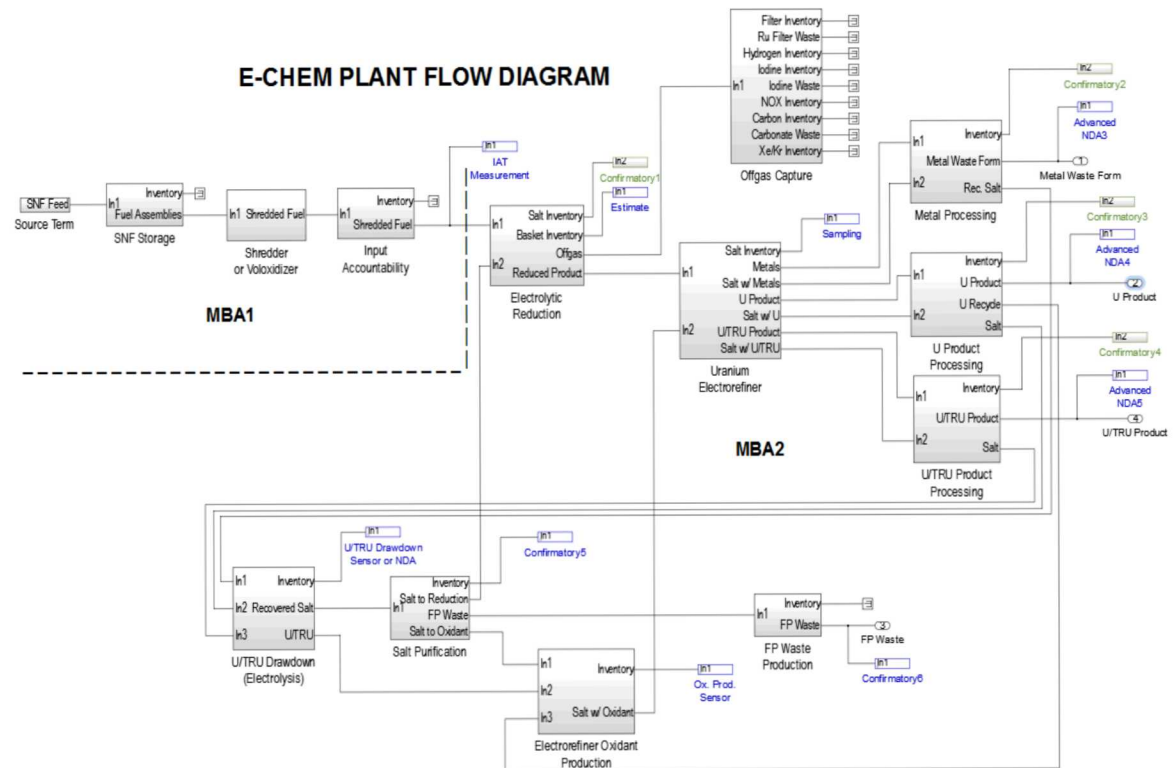 E-CHEM PLANT FLOW DIAGRAM
SNF Feed
Source Term
In1
Inventory
Fuel Assemblies
SNF Storage
In1
Shredded Fuel
Shredder
or Voloxidizer
In1
Inventory
Shredded Fuel
Input
Accountability
MBA1
In1
IAT
Measurement
In1
In2
Salt Inventory
Basket Inventory
Offgas
Reduced Product
Electrolytic
Reduction
In2
Confirmatory1
In1
Estimate
In1
Filter Inventory
Ru Filter Waste
Hydrogen Inventory
Iodine Inventory
Iodine Waste
NOX Inventory
Carbon Inventory
Carbonate Waste
Xe/Kr Inventory
Offgas Capture
In1
In2
Salt Inventory
Metals
Salt w/ Metals
U Product
Salt w/ U
U/TRU Product
Salt w/ U/TRU
Uranium
Electrorefiner
In1
Sampling
In1
In2
Inventory
Metal Waste Form
Rec. Salt
Metal Processing
In2
Confirmatory2
In1
Advanced
NDA3
1
Metal Waste Form
In1
In2
Inventory
U Product
U Recycle
Salt
U Product
Processing
In2
Confirmatory3
In1
Advanced
NDA4
2
U Product
In1
In2
Inventory
U/TRU Product
Salt
U/TRU Product
Processing
In2
Confirmatory4
In1
Advanced
NDA5
4
U/TRU Product
MBA2
In1
In2
In3
Inventory
Recovered Salt
U/TRU
U/TRU Drawdown
(Electrolysis)
In1
U/TRU Drawdown
Sensor or NDA
In1
Inventory
Salt to Reduction
FP Waste
Salt to Oxidant
Salt Purification
In1
Confirmatory5
In1
In2
In3
Inventory
Salt w/ Oxidant
Electrorefiner Oxidant
Production
In1
Ox. Prod.
Sensor
In1
Inventory
FP Waste
FP Waste
Production
3
FP Waste
In1
Confirmatory6